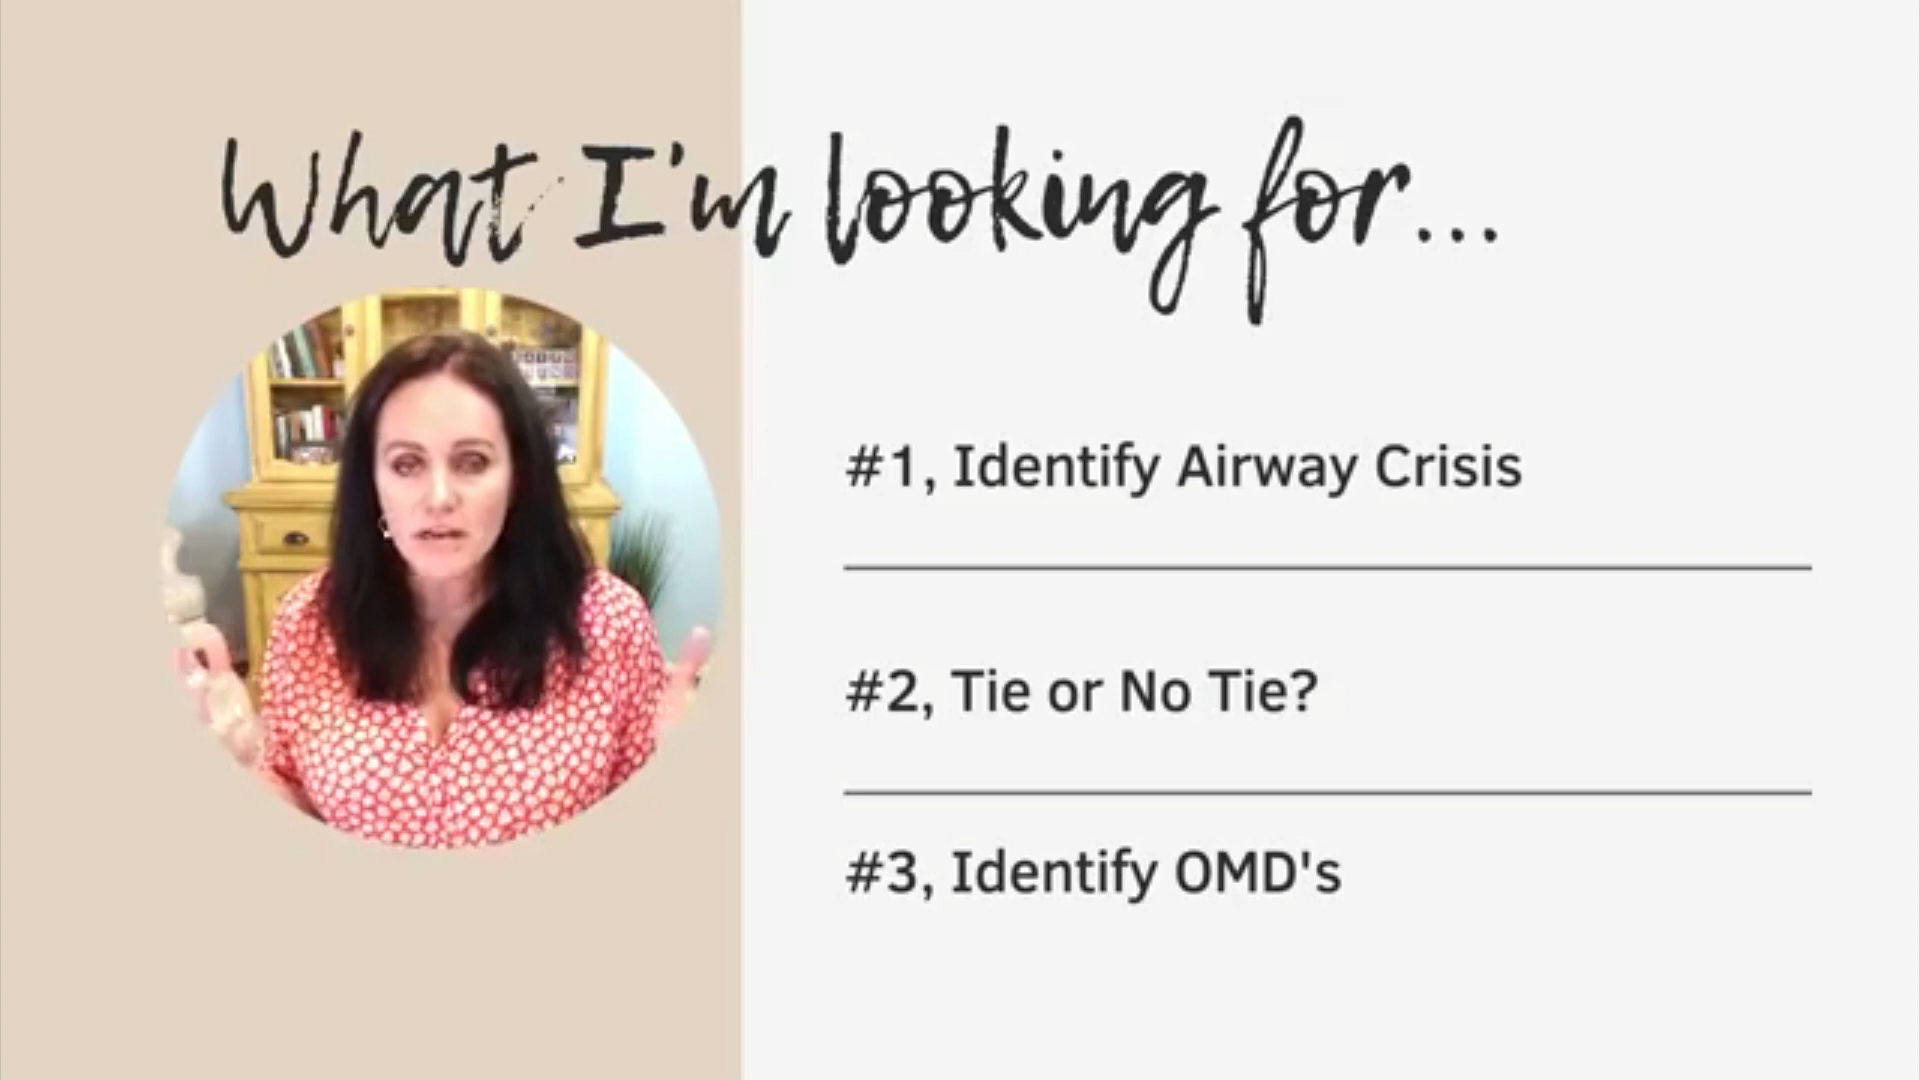 What I'm looking for...
#1, Identify Airway Crisis
#2, Tie or No Tie?
#3, Identify OMD's